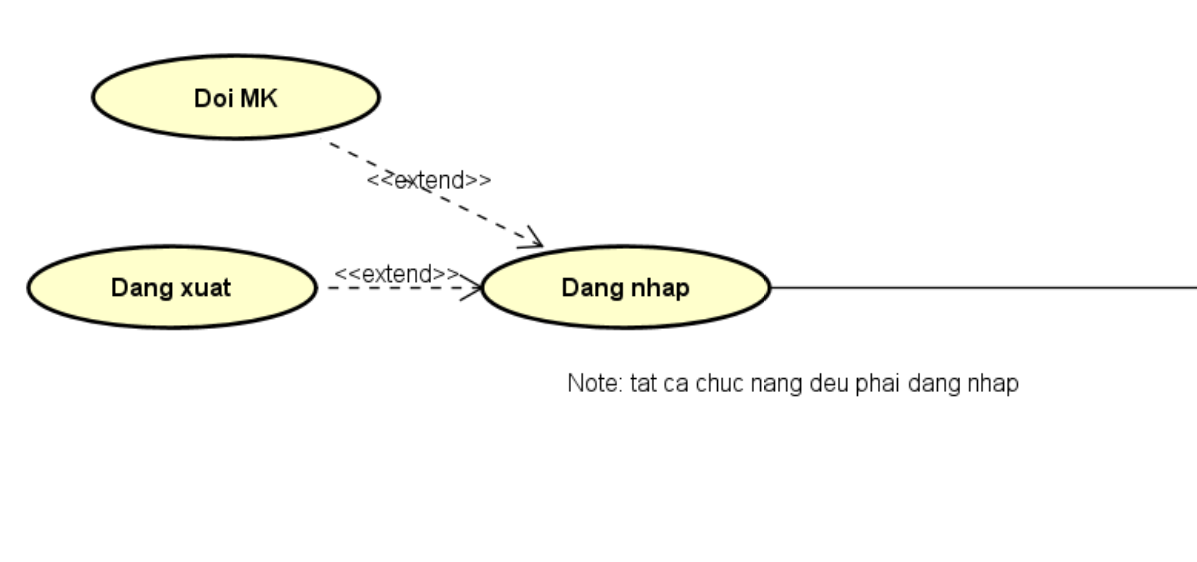 Doi MK
<<extend>>
<<extend>>
Dang xuat
Dang nhap
Note: tat ca chuc nang deu phai dang nhap